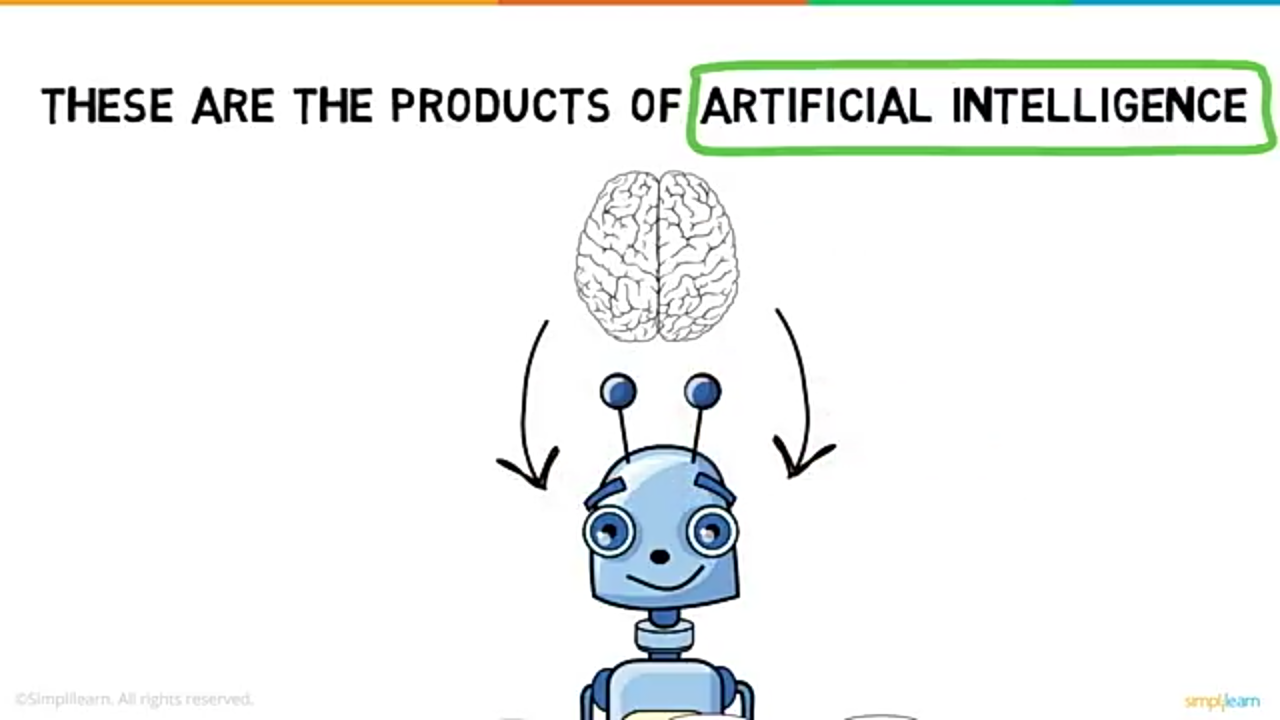 THESE ARE THE PRODUCTS OF ARTIFICIAL INTELLIGENCE
©Simplilearn. All rights reserved.
simplilearn